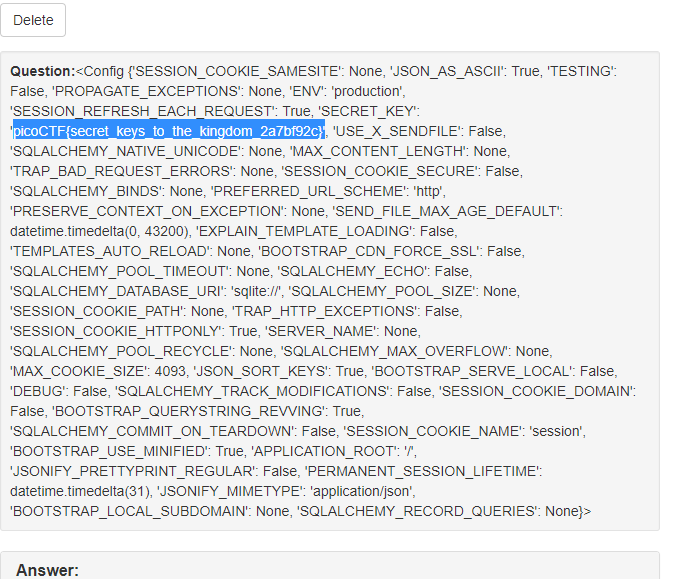 Delete
Question:<Config {'SESSION_COOKIE_SAMESITE': None, 'JSON_AS_ASCII': True, 'TESTING':
False, 'PROPAGATE_EXCEPTIONS': None, 'ENV': 'production',
'SESSION_REFRESH_EACH_REQUEST': True, 'SECRET_KEY':
'picoCTF{secret_keys_to_the_kingdom_2a7bf92c}', 'USE_X_SENDFILE': False,
'SQLALCHEMY_NATIVE_UNICODE': None, 'MAX_CONTENT_LENGTH': None,
'TRAP_BAD_REQUEST_ERRORS': None, 'SESSION_COOKIE_SECURE': False,
'SQLALCHEMY_BINDS': None, 'PREFERRED_URL_SCHEME': 'http',
'PRESERVE_CONTEXT_ON_EXCEPTION': None, 'SEND_FILE_MAX_AGE_DEFAULT':
datetime.timedelta(0, 43200), 'EXPLAIN_TEMPLATE_LOADING': False,
'TEMPLATES_AUTO_RELOAD': None, 'BOOTSTRAP_CDN_FORCE_SSL': False,
'SQLALCHEMY_POOL_TIMEOUT': None, 'SQLALCHEMY_ECHO': False,
'SQLALCHEMY_DATABASE_URI': 'sqlite://', 'SQLALCHEMY_POOL_SIZE': None,
'SESSION_COOKIE_PATH': None, 'TRAP_HTTP_EXCEPTIONS': False,
'SESSION_COOKIE_HTTPONLY': True, 'SERVER_NAME': None,
'SQLALCHEMY_POOL_RECYCLE': None, 'SQLALCHEMY_MAX_OVERFLOW': None,
'MAX_COOKIE_SIZE': 4093, 'JSON_SORT_KEYS': True, 'BOOTSTRAP_SERVE_LOCAL': False,
'DEBUG': False, 'SQLALCHEMY_TRACK_MODIFICATIONS': False, 'SESSION_COOKIE_DOMAIN':
False, 'BOOTSTRAP_QUERYSTRING_REVVING': True,
'SQLALCHEMY_COMMIT_ON_TEARDOWN': False, 'SESSION_COOKIE_NAME': 'session',
'BOOTSTRAP_USE_MINIFIED': True, 'APPLICATION_ROOT': '/',
'JSONIFY_PRETTYPRINT_REGULAR': False, 'PERMANENT_SESSION_LIFETIME':
datetime.timedelta(31), 'JSONIFY_MIMETYPE': 'application/json',
'BOOTSTRAP_LOCAL_SUBDOMAIN': None, 'SQLALCHEMY_RECORD_QUERIES': None}>
Answer: